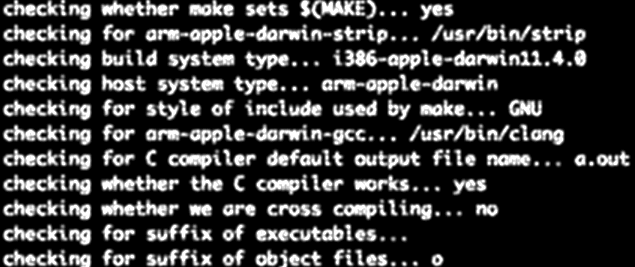 checking whether make sets $(MAKE)... yes
checking for arm-apple-darwin-strip... /usr/bin/strip
checking build system type... i386-apple-darwin11.4.0
checking host system type... arm-apple-darwin
checking for style of include used by make... GNU
checking for arm-apple-darwin-gcc... /usr/bin/clang
checking for C compiler default output file name... a.out
checking whether the C compiler works... yes
checking whether we are cross compiling... no
checking for suffix of executables...
checking for suffix of object files... o